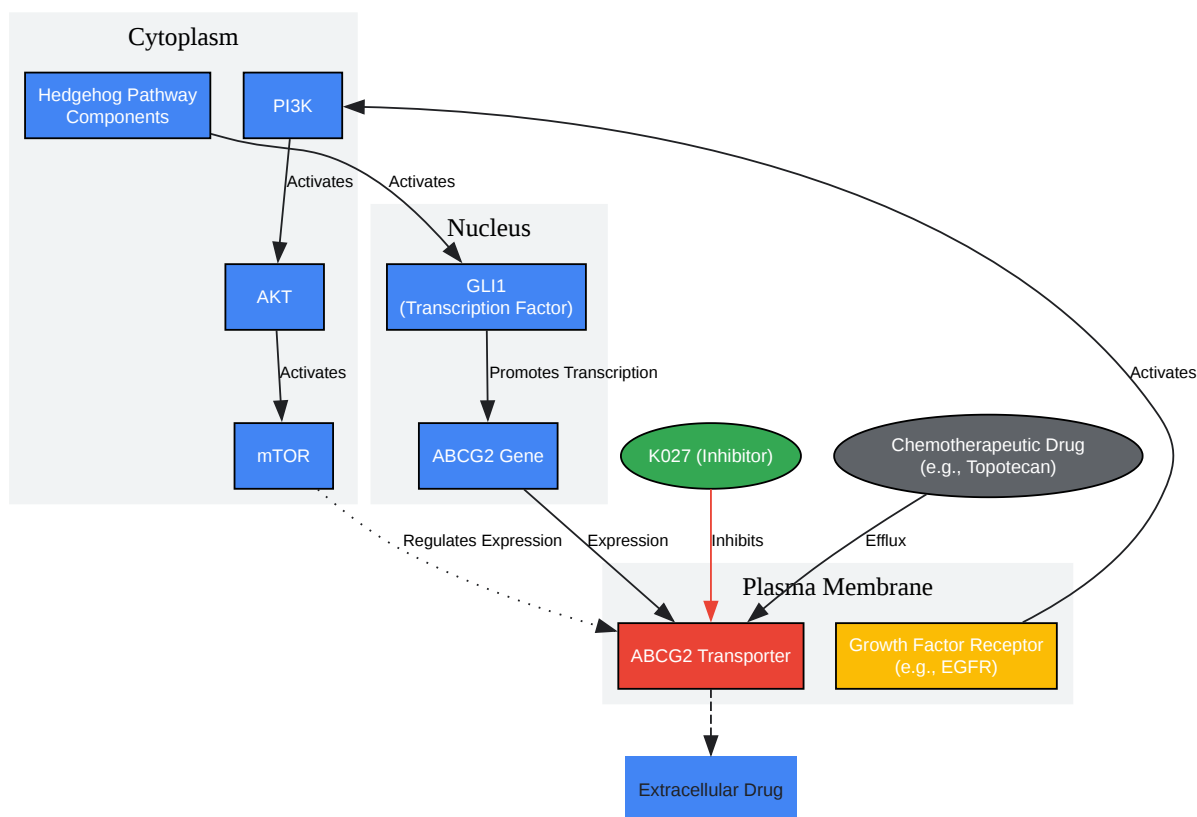 Cytoplasm
Hedgehog Pathway
Components
PI3K
Activates
Activates
Nucleus
AKT
GLI1
(Transcription Factor)
Activates
Promotes Transcription
Activates
mTOR
ABCG2 Gene
K027 (Inhibitor)
Chemotherapeutic Drug
(e.g., Topotecan)
Regulates Expression
Expression
Inhibits
Efflux
Plasma Membrane
ABCG2 Transporter
Growth Factor Receptor
(e.g., EGFR)
Extracellular Drug